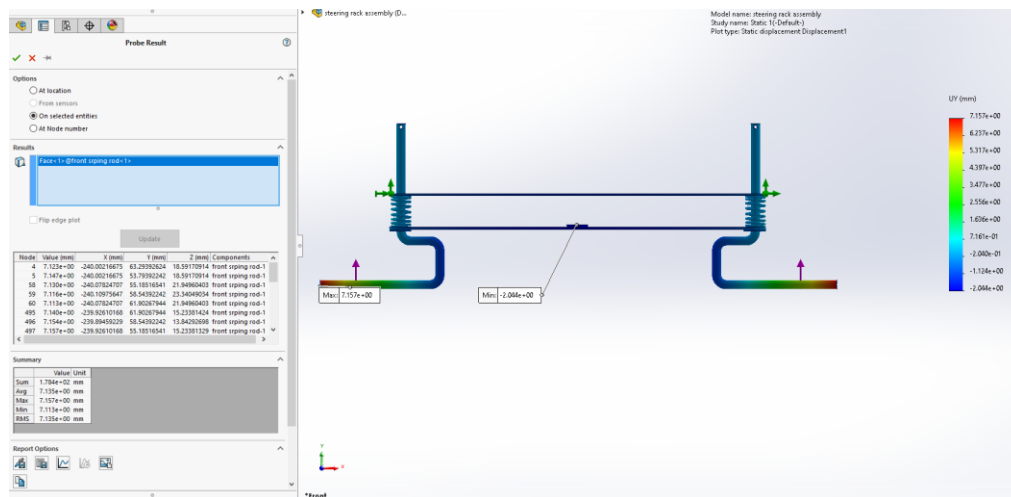 steering rack assembly (D...
Model name: steering rack assembly
Study name: Static 1(-Default-)
Plot type: Static displacement Displacement1
Probe Result
Options
At location
From sensors
On selected entities
At Node number
Results
Face<1>@front srping rod<1>
Flip edge plot
Update
Node Value (mm) X (mm) Y (mm) Z (mm) Components
4 7.123e+00 -240.00216675 63.29392624 18.59170914 front srping rod-1
5 7.147e+00 -240.00216675 53.79392242 18.59170914 front srping rod-1
58 7.130e+00 -240.07824707 55.18516541 21.94960403 front srping rod-1
59 7.116e+00 -240.10975647 58.54392242 23.34049034 front srping rod-1
60 7.113e+00 -240.07824707 61.90267944 21.94960403 front srping rod-1
495 7.140e+00 -239.92610168 61.90267944 15.23381424 front srping rod-1
496 7.154e+00 -239.89459229 58.54392242 13.84292698 front srping rod-1
497 7.157e+00 -239.92610168 55.18516541 15.23381329 front srping rod-1
Summary
Value Unit
Sum 1.784e+02 mm
Avg 7.135e+00 mm
Max 7.157e+00 mm
Min 7.113e+00 mm
RMS 7.135e+00 mm
Report Options
Max: 7.157e+00
Min: -2.044e+00
UY (mm)
7.157e+00
6.237e+00
5.317e+00
4.397e+00
3.477e+00
2.556e+00
1.636e+00
7.161e-01
-2.040e-01
-1.124e+00
-2.044e+00
Y
X
*Front